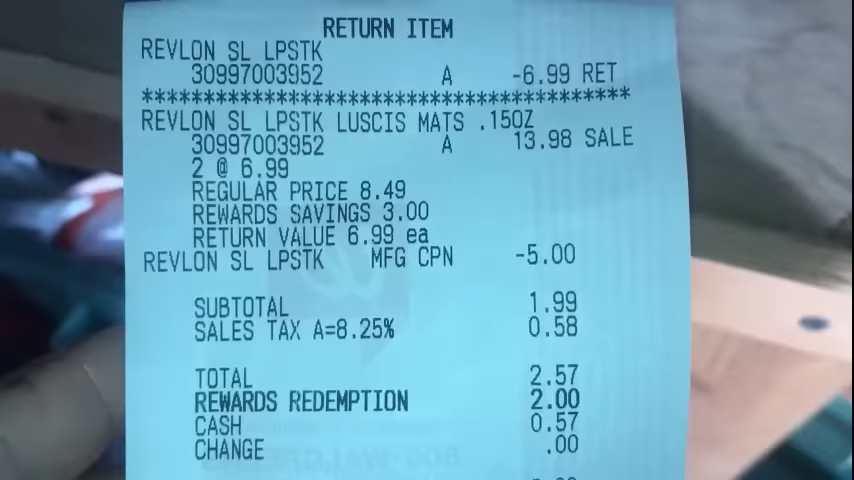 RETURN ITEM
REVLON SL LPSTK
30997003952 A -6.99 RET
***************************************
REVLON SL LPSTK LUSCIS MATS .15OZ
30997003952 A 13.98 SALE
2 @ 6.99
REGULAR PRICE 8.49
REWARDS SAVINGS 3.00
RETURN VALUE 6.99 ea
REVLON SL LPSTK MFG CPN -5.00
SUBTOTAL 1.99
SALES TAX A=8.25% 0.58
TOTAL 2.57
REWARDS REDEMPTION 2.00
CASH 0.57
CHANGE .00